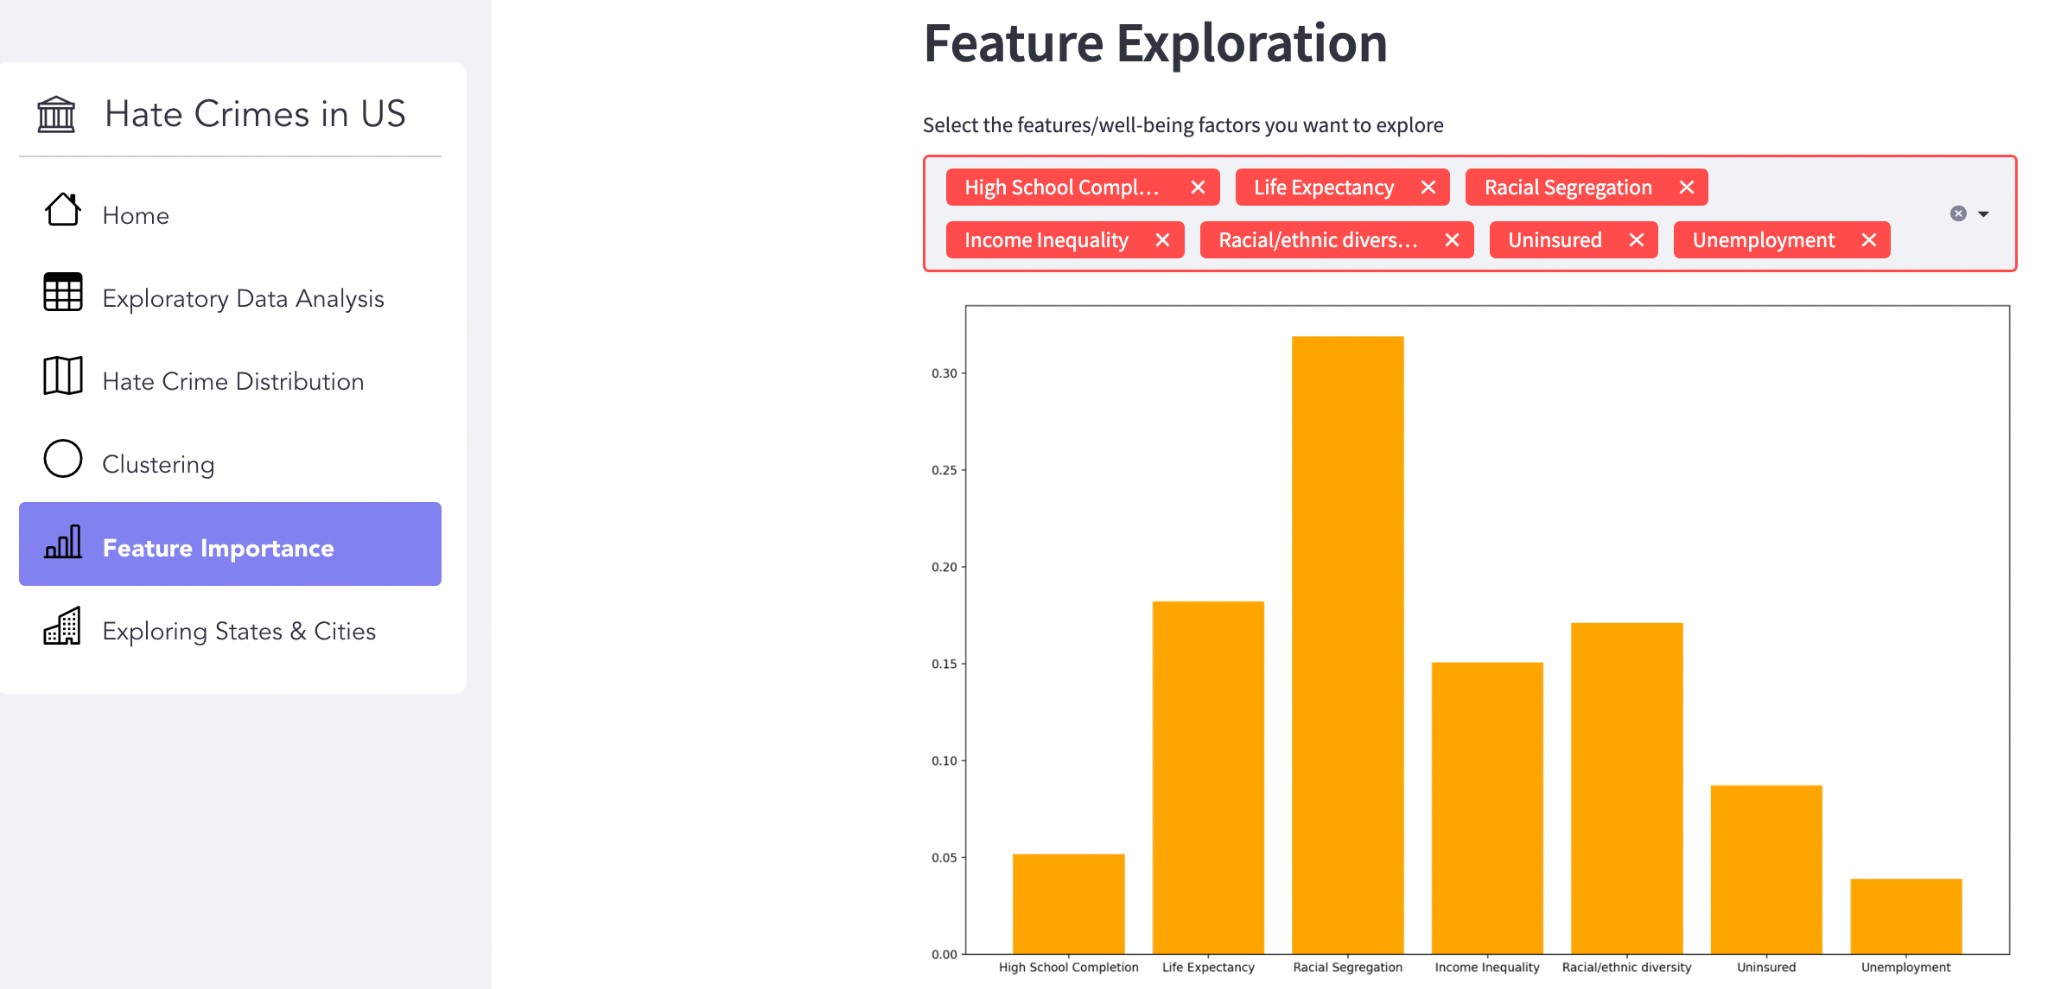 Hate Crimes in US
Home
Exploratory Data Analysis
Hate Crime Distribution
Clustering
Feature Importance
Exploring States & Cities
Feature Exploration
Select the features/well-being factors you want to explore
High School Compl... Life Expectancy Racial Segregation
Income Inequality Racial/ethnic divers... Uninsured Unemployment
0.30
0.25
0.20
0.15
0.10
0.05
0.00
High School Completion Life Expectancy Racial Segregation Income Inequality Racial/ethnic diversity Uninsured Unemployment